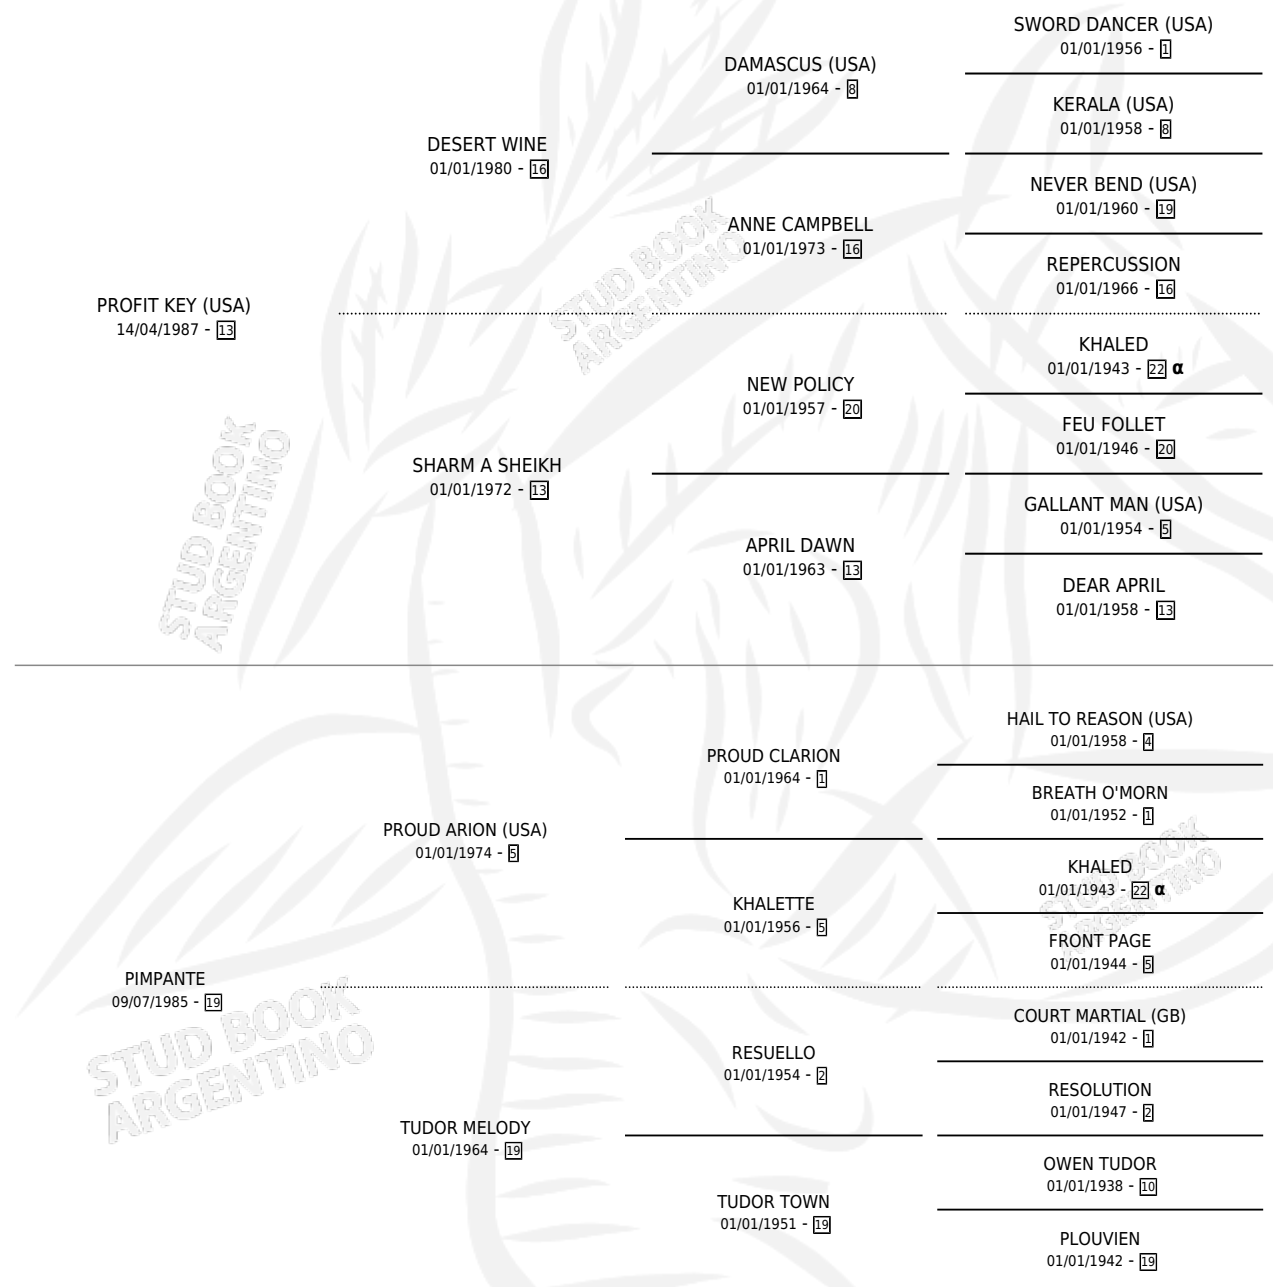 SWORD DANCER (USA)
01/01/1956 - 1
DAMASCUS (USA)
01/01/1964 - 8
KERALA (USA)
01/01/1958 - 8
DESERT WINE
01/01/1980 - 16
NEVER BEND (USA)
01/01/1960 - 19
ANNE CAMPBELL
01/01/1973 - 16
REPERCUSSION
01/01/1966 - 16
STUD BOOK
ARGENTINO
PROFIT KEY (USA)
14/04/1987 - 13
KHALED
01/01/1943 - 22 α
NEW POLICY
01/01/1957 - 20
FEU FOLLET
01/01/1946 - 20
SHARM A SHEIKH
01/01/1972 - 13
GALLANT MAN (USA)
01/01/1954 - 5
APRIL DAWN
01/01/1963 - 13
DEAR APRIL
01/01/1958 - 13
STUD BOOK
ARGENTINO
HAIL TO REASON (USA)
01/01/1958 - 4
PROUD CLARION
01/01/1964 - 1
BREATH O'MORN
01/01/1952 - 1
PROUD ARION (USA)
01/01/1974 - 5
KHALED
01/01/1943 - 22 α
KHALETTE
01/01/1956 - 5
STUD BOOK
ARGENTINO
FRONT PAGE
01/01/1944 - 5
PIMPANTE
09/07/1985 - 19
COURT MARTIAL (GB)
01/01/1942 - 1
STUD BOOK
ARGENTINO
RESUELLO
01/01/1954 - 2
RESOLUTION
01/01/1947 - 2
TUDOR MELODY
01/01/1964 - 19
OWEN TUDOR
01/01/1938 - 10
TUDOR TOWN
01/01/1951 - 19
PLOUVIEN
01/01/1942 - 19